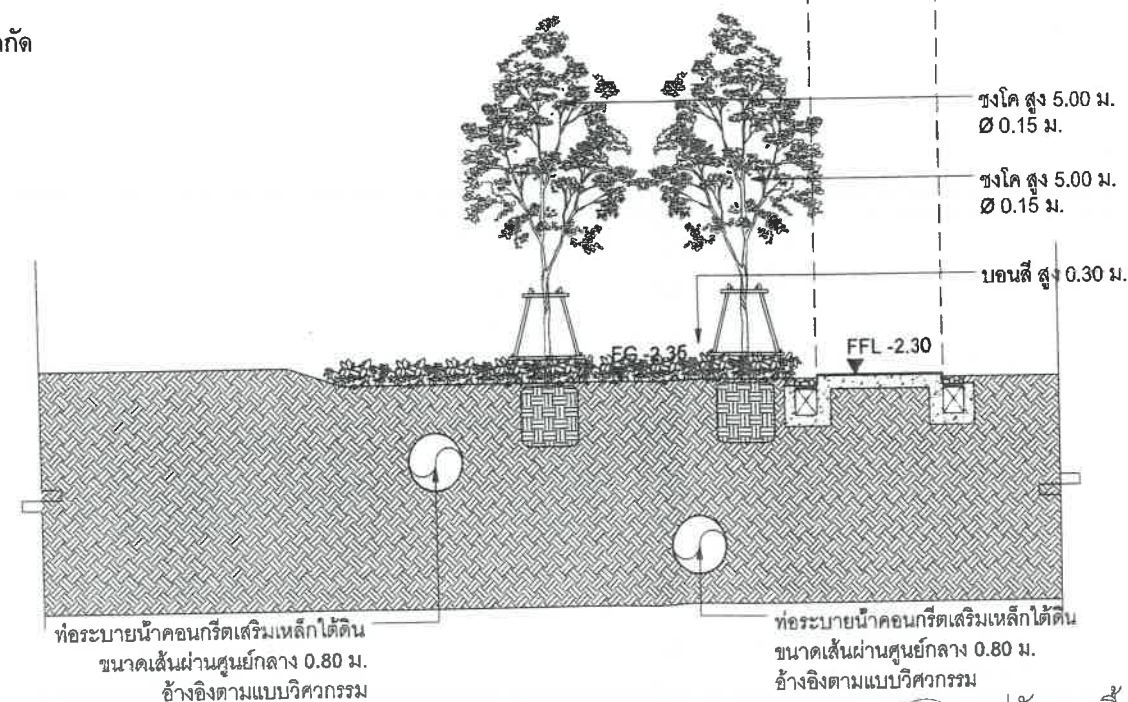 ชงโค สูง 5.00 ม.
Ø 0.15 ม.
ชงโค สูง 5.00 ม.
Ø 0.15 ม.
บอนสี สูง 0.30 ม.
FG -2.35
FFL -2.30
ท่อระบายน้ำคอนกรีตเสริมเหล็กใต้ดิน
ขนาดเส้นผ่านศูนย์กลาง 0.80 ม.
อ้างอิงตามแบบวิศวกรรม
ท่อระบายน้ำคอนกรีตเสริมเหล็กใต้ดิน
ขนาดเส้นผ่านศูนย์กลาง 0.80 ม.
อ้างอิงตามแบบวิศวกรรม